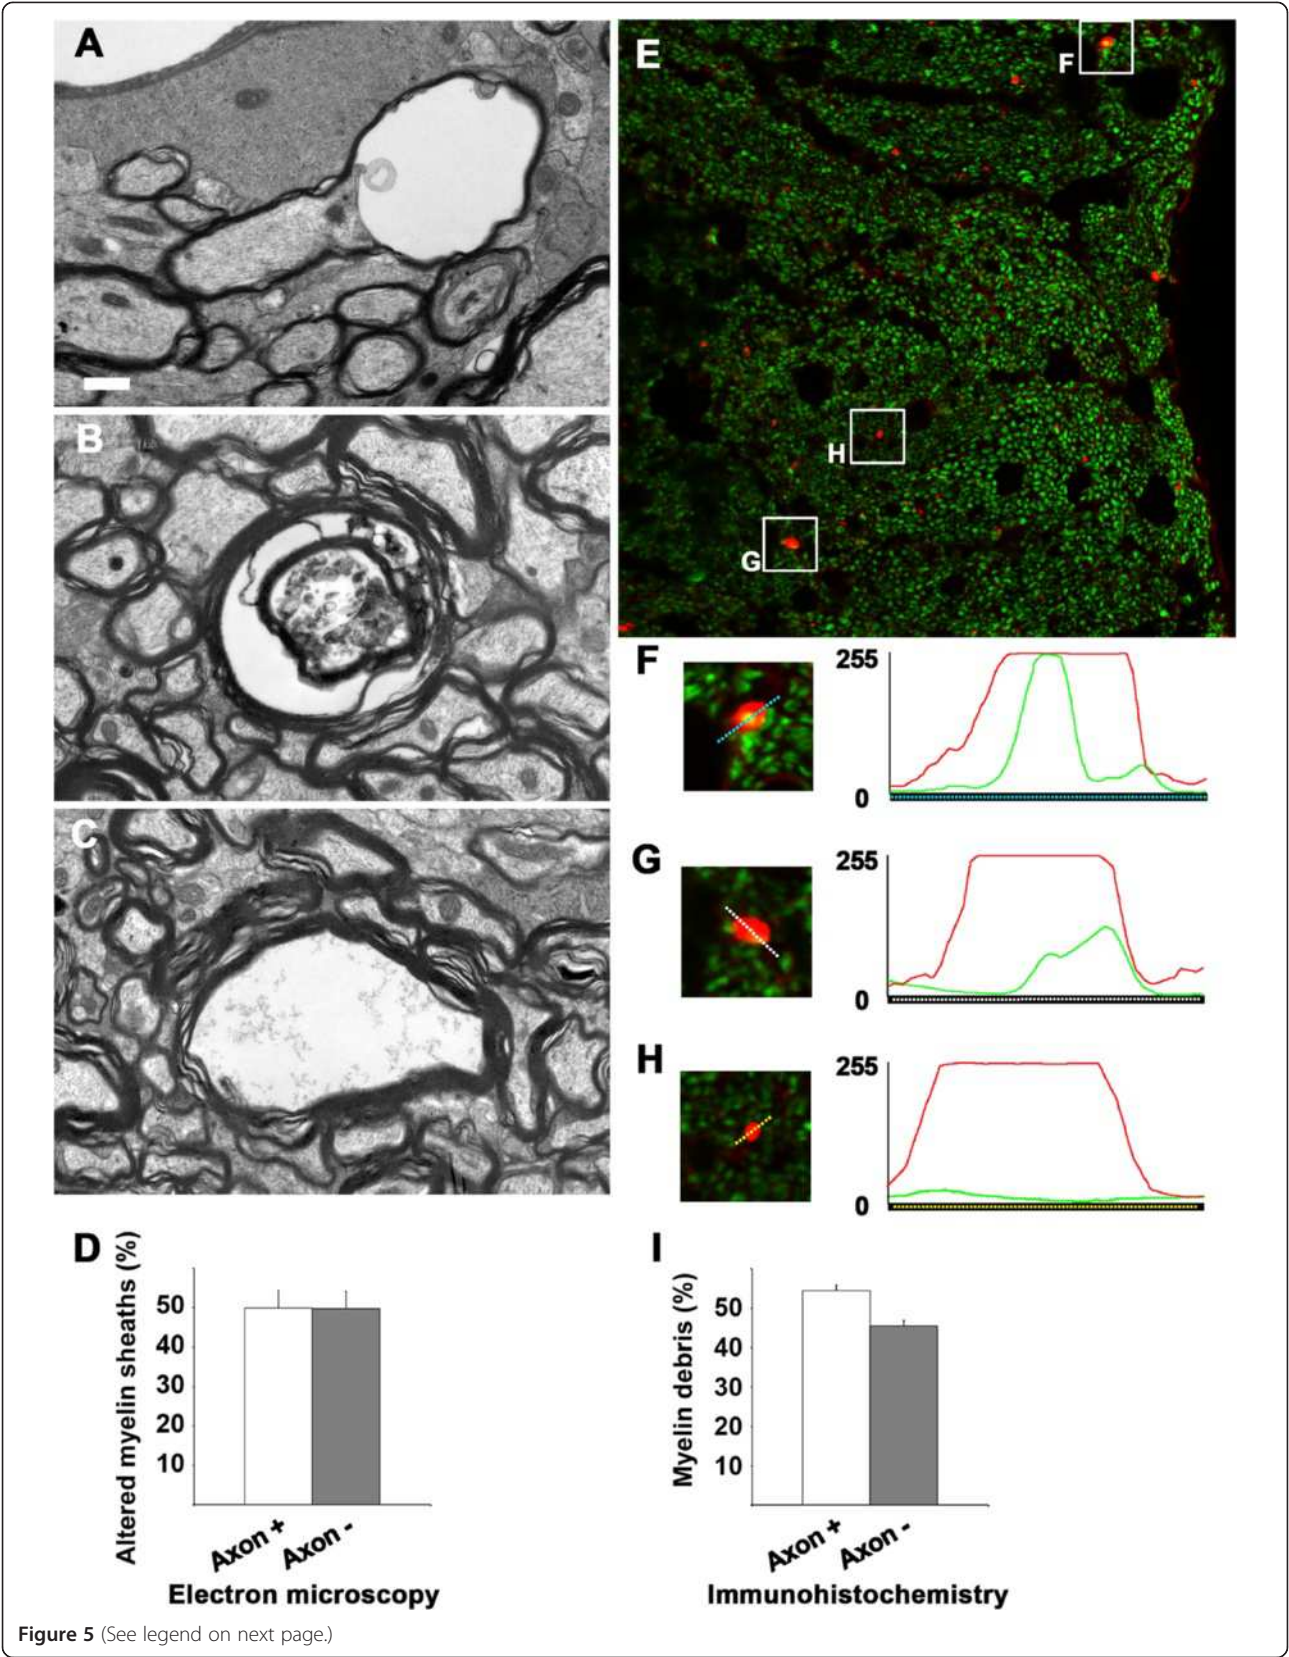 A
B
C
E
F
H
G
F
255
0
G
255
0
H
255
0
D
Altered myelin sheaths (%)
50
40
30
20
10
Axon +
Axon -
Electron microscopy
I
Myelin debris (%)
50
40
30
20
10
Axon +
Axon -
Immunohistochemistry
Figure 5 (See legend on next page.)